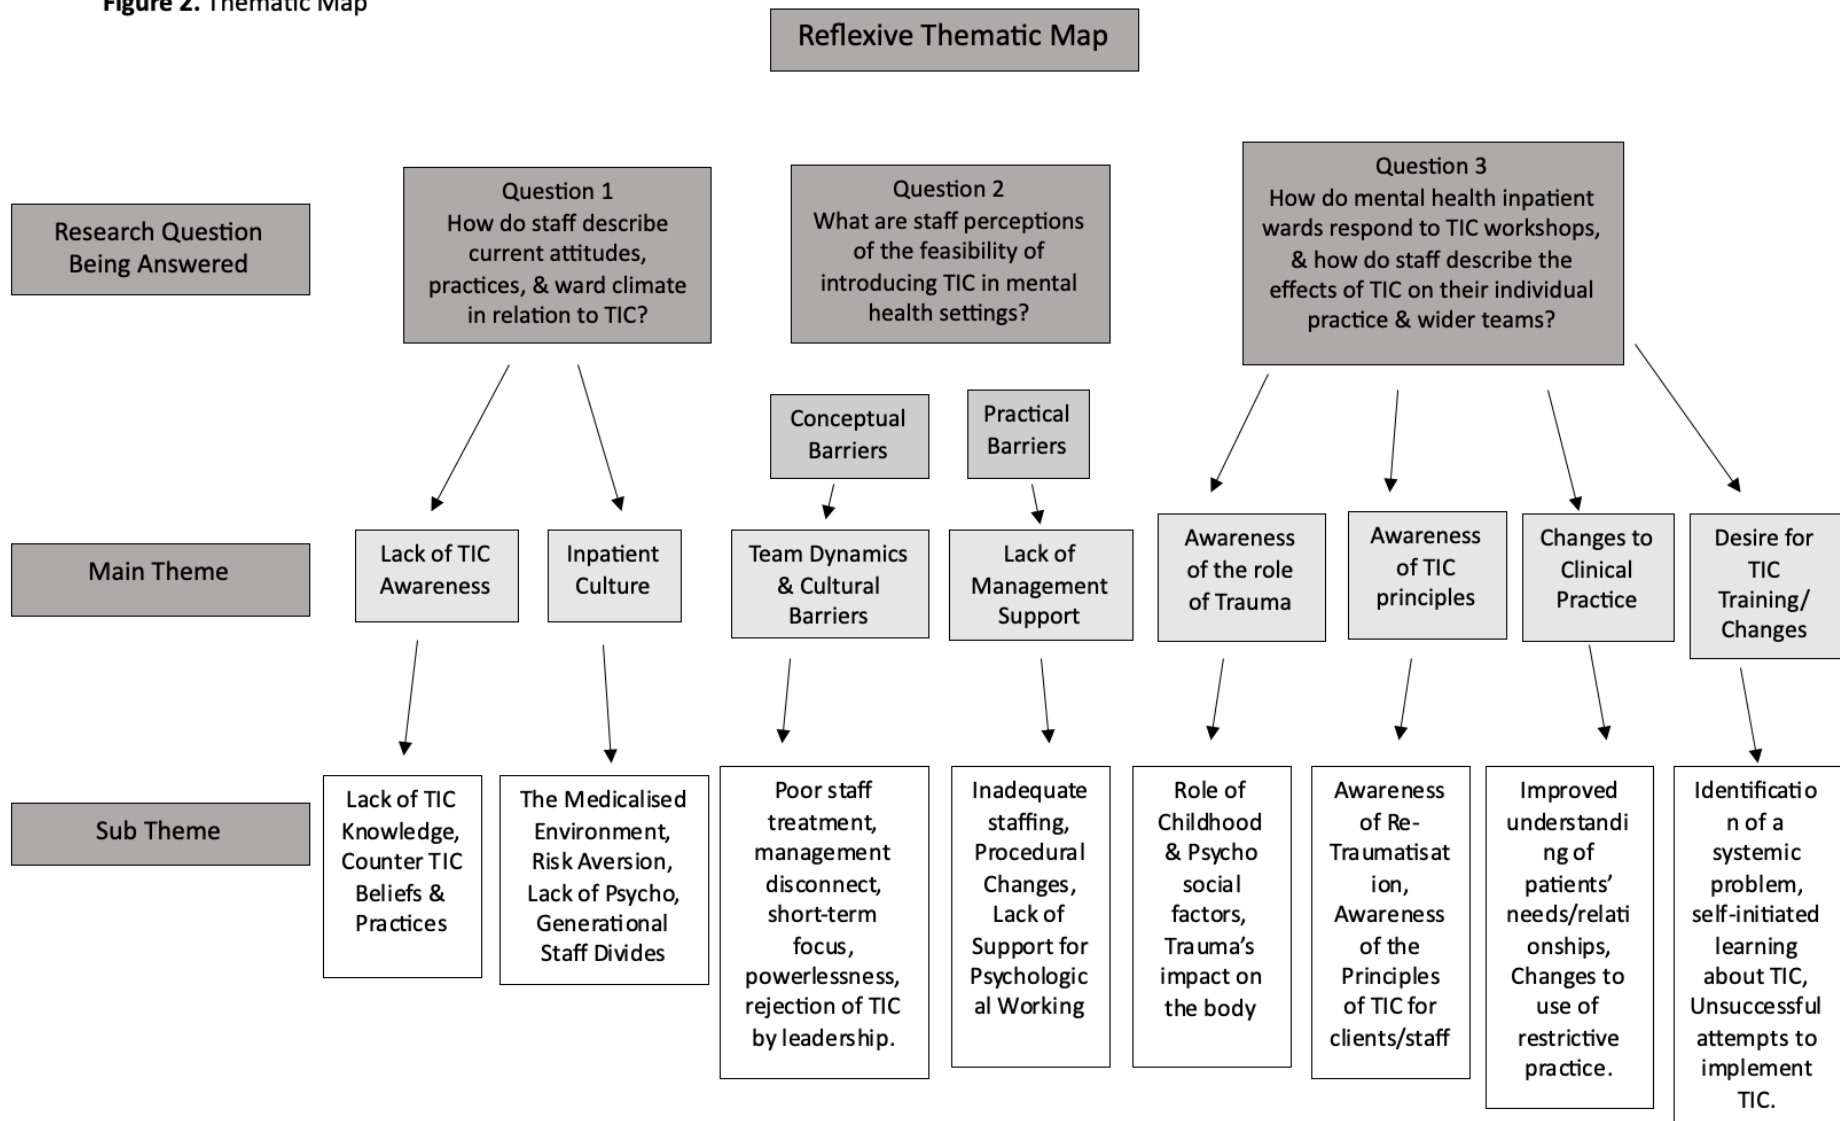 Figure 2. Thematic Map
Reflexive Thematic Map
Research Question
Being Answered
Question 1
How do staff describe
current attitudes,
practices, & ward climate
in relation to TIC?
Question 2
What are staff perceptions
of the feasibility of
introducing TIC in mental
health settings?
Question 3
How do mental health inpatient
wards respond to TIC workshops,
& how do staff describe the
effects of TIC on their individual
practice & wider teams?
Conceptual
Barriers
Practical
Barriers
Main Theme
Lack of TIC
Awareness
Inpatient
Culture
Team Dynamics
& Cultural
Barriers
Lack of
Management
Support
Awareness
of the role
of Trauma
Awareness
of TIC
principles
Changes to
Clinical
Practice
Desire for
TIC
Training/
Changes
Sub Theme
Lack of TIC
Knowledge,
Counter TIC
Beliefs &
Practices
The Medicalised
Environment,
Risk Aversion,
Lack of Psycho,
Generational
Staff Divides
Poor staff
treatment,
management
disconnect,
short-term
focus,
powerlessness,
rejection of TIC
by leadership.
Inadequate
staffing,
Procedural
Changes,
Lack of
Support for
Psychologic
al Working
Role of
Childhood
& Psycho
social
factors,
Trauma's
impact on
the body
Awareness
of Re-
Traumatisat
ion,
Awareness
of the
Principles
of TIC for
clients/staff
Improved
understandi
ng of
patients'
needs/relati
onships,
Changes to
use of
restrictive
practice.
Identificatio
n of a
systemic
problem,
self-initiated
learning
about TIC,
Unsuccessful
attempts to
implement
TIC.